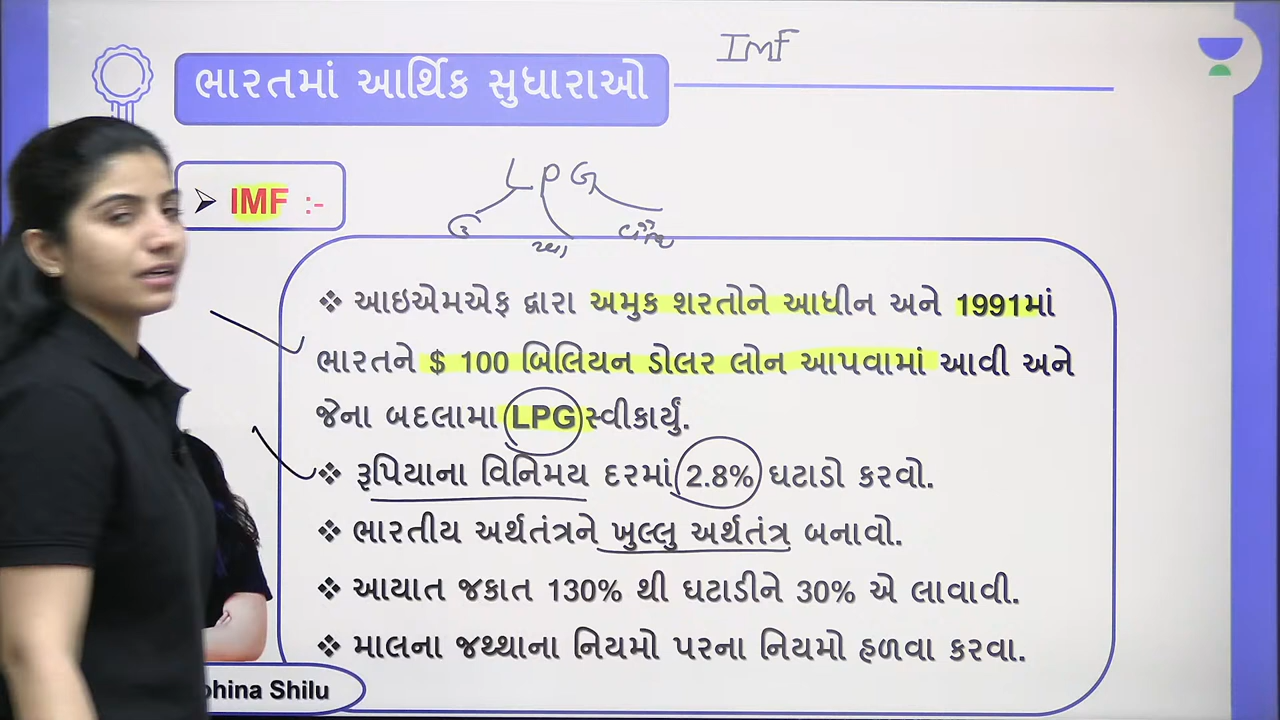 IMF
ભારતમાં આર્થિક સુધારાઓ
LPG
➢ IMF :-
❖ આઇએમએફ દ્વારા અમુક શરતોને આધીન અને 1991માં
ભારતને $ 100 બિલિયન ડોલર લોન આપવામાં આવી અને
જેના બદલામા LPG સ્વીકાર્યું.
❖ રૂપિયાના વિનિમય દરમાં 2.8% ઘટાડો કરવો.
❖ ભારતીય અર્થતંત્રને ખુલ્લુ અર્થતંત્ર બનાવો.
❖ આયાત જકાત 130% થી ઘટાડીને 30% એ લાવાવી.
❖ માલના જથ્થાના નિયમો પરના નિયમો હળવા કરવા.
Shilu